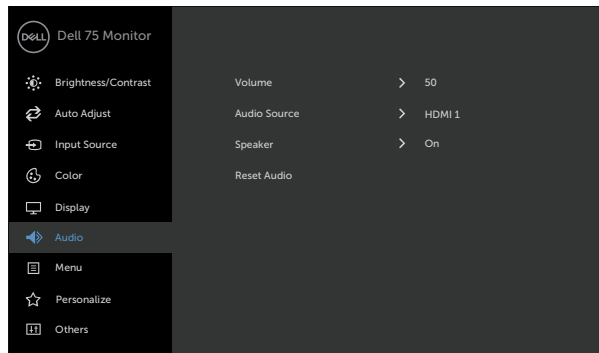 DELL Dell 75 Monitor
Brightness/Contrast
Auto Adjust
Input Source
Color
Display
Audio
Menu
Personalize
Others
Volume 50
Audio Source HDMI 1
Speaker On
Reset Audio